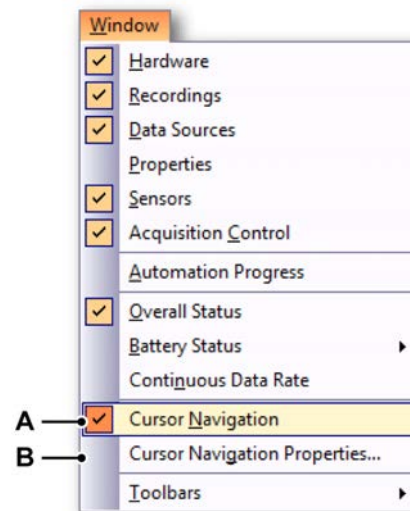 Window
Hardware
Recordings
Data Sources
Properties
Sensors
Acquisition Control
Automation Progress
Overall Status
Battery Status
Continuous Data Rate
A Cursor Navigation
B Cursor Navigation Properties...
Toolbars